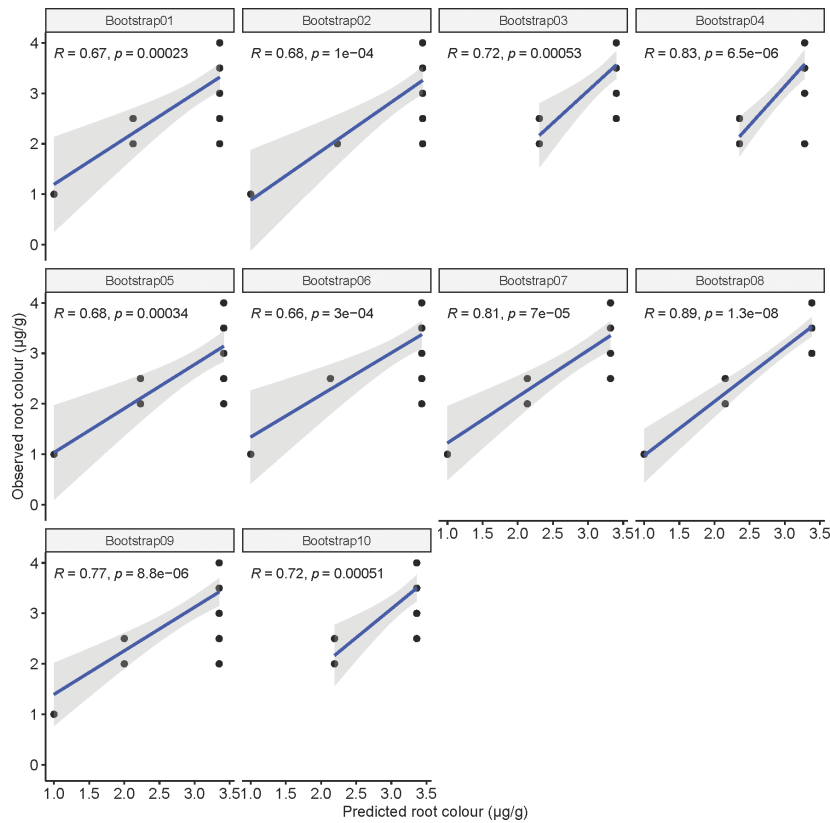 Bootstrap01 Bootstrap02 Bootstrap03 Bootstrap04
R = 0.67, p = 0.00023 R = 0.68, p = 1e−04 R = 0.72, p = 0.00053 R = 0.83, p = 6.5e−06
4
3
2
1
0
Bootstrap05 Bootstrap06 Bootstrap07 Bootstrap08
R = 0.68, p = 0.00034 R = 0.66, p = 3e−04 R = 0.81, p = 7e−05 R = 0.89, p = 1.3e−08
4
3
2
1
0
Observed root colour (µg/g)
1.0 1.5 2.0 2.5 3.0 3.5 1.0 1.5 2.0 2.5 3.0 3.5
Bootstrap09 Bootstrap10
R = 0.77, p = 8.8e−06 R = 0.72, p = 0.00051
4
3
2
1
0
1.0 1.5 2.0 2.5 3.0 3.5 1.0 1.5 2.0 2.5 3.0 3.5
Predicted root colour (µg/g)